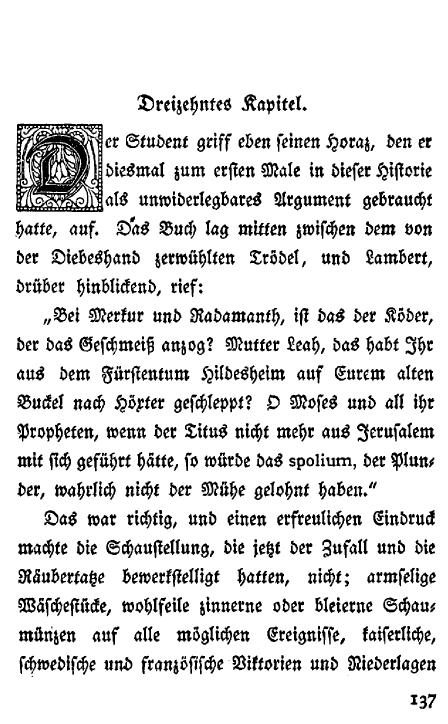 Dreizehntes Kapitel.
Der Student griff eben seinen Horaz, den er
diesmal zum ersten Male in dieser Historie
als unwiderlegbares Argument gebraucht
hatte, auf. Das Buch lag mitten zwischen dem von
der Diebeshand zerwühlten Trödel, und Lambert,
drüber hinblickend, rief:
„Bei Merkur und Radamanth, ist das der Köder,
der das Geschmeiß anzog? Mutter Leah, das habt Ihr
aus dem Fürstentum Hildesheim auf Eurem alten
Buckel nach Höxter geschleppt? O Moses und all ihr
Propheten, wenn der Titus nicht mehr aus Jerusalem
mit sich geführt hätte, so würde das spolium, der Plun-
der, wahrlich nicht der Mühe gelohnt haben.“
Das war richtig, und einen erfreulichen Eindruck
machte die Schaustellung, die jetzt der Zufall und die
Räubertatze bewerkstelligt hatten, nicht; armselige
Wäschestücke, wohlfeile zinnerne oder bleierne Schau-
münzen auf alle möglichen Ereignisse, kaiserliche,
schwedische und französische Viktorien und Niederlagen
137